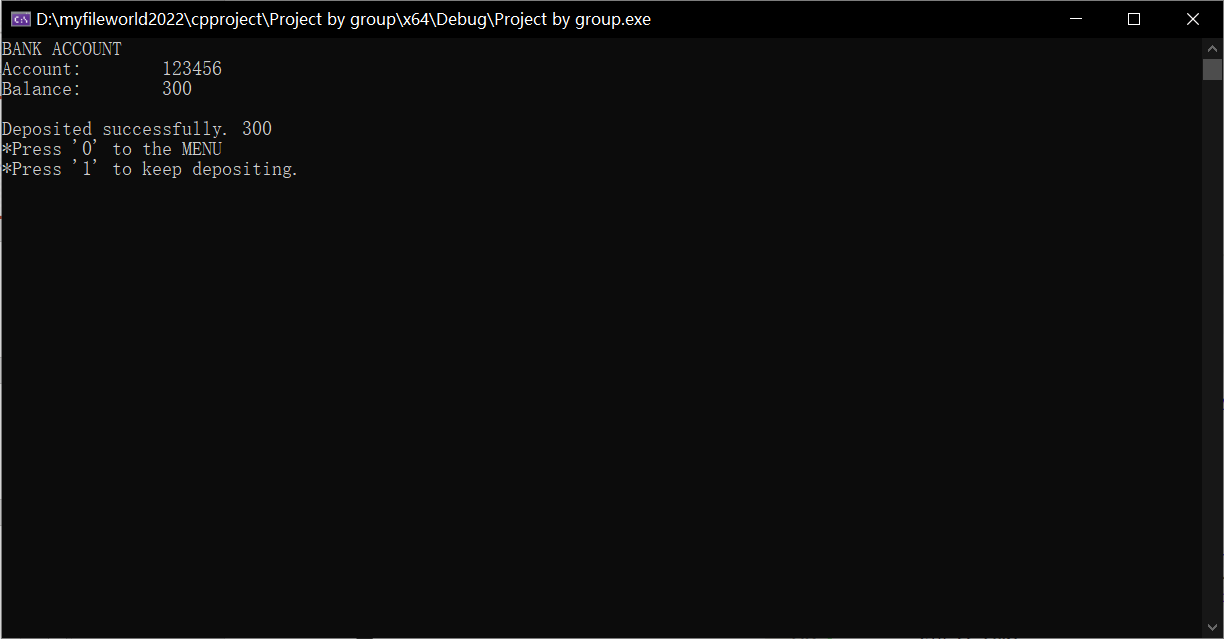 D:\myfileworld2022\cpproject\Project by group\x64\Debug\Project by group.exe
BANK ACCOUNT
Account: 123456
Balance: 300
Deposited successfully. 300
*Press '0' to the MENU
*Press '1' to keep depositing.